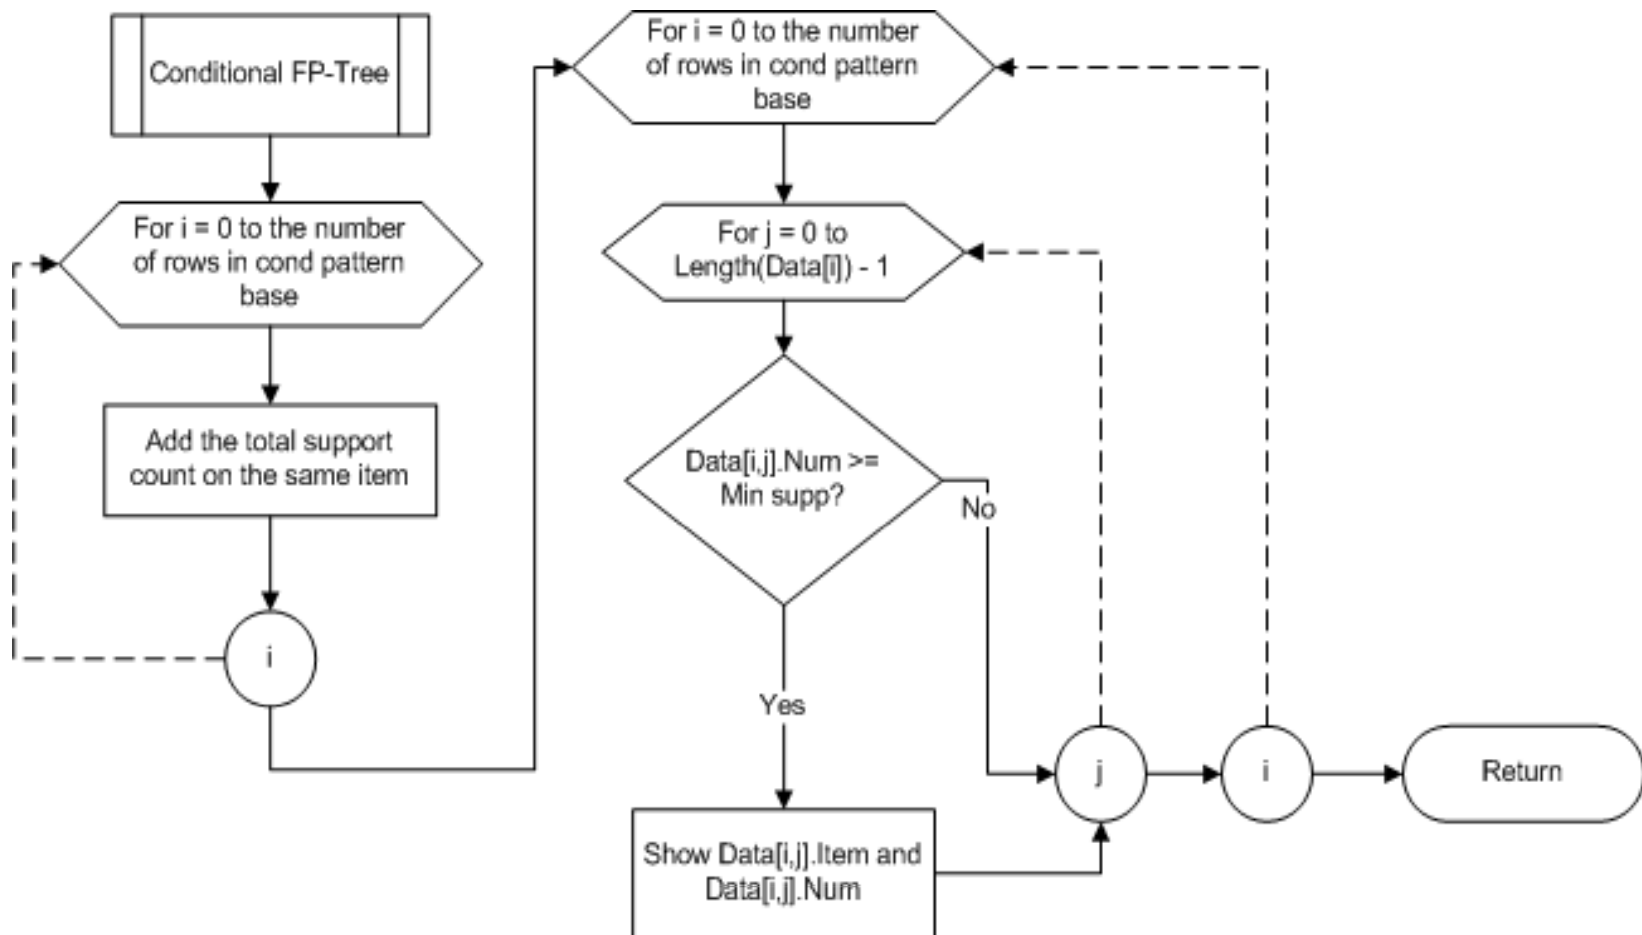 Conditional FP-Tree
For i = 0 to the number
of rows in cond pattern
base
Add the total support
count on the same item
i
For i = 0 to the number
of rows in cond pattern
base
For j = 0 to
Length(Data[i]) - 1
Data[i,j].Num >=
Min supp?
No
Yes
Show Data[i,j].Item and
Data[i,j].Num
j
i
Return